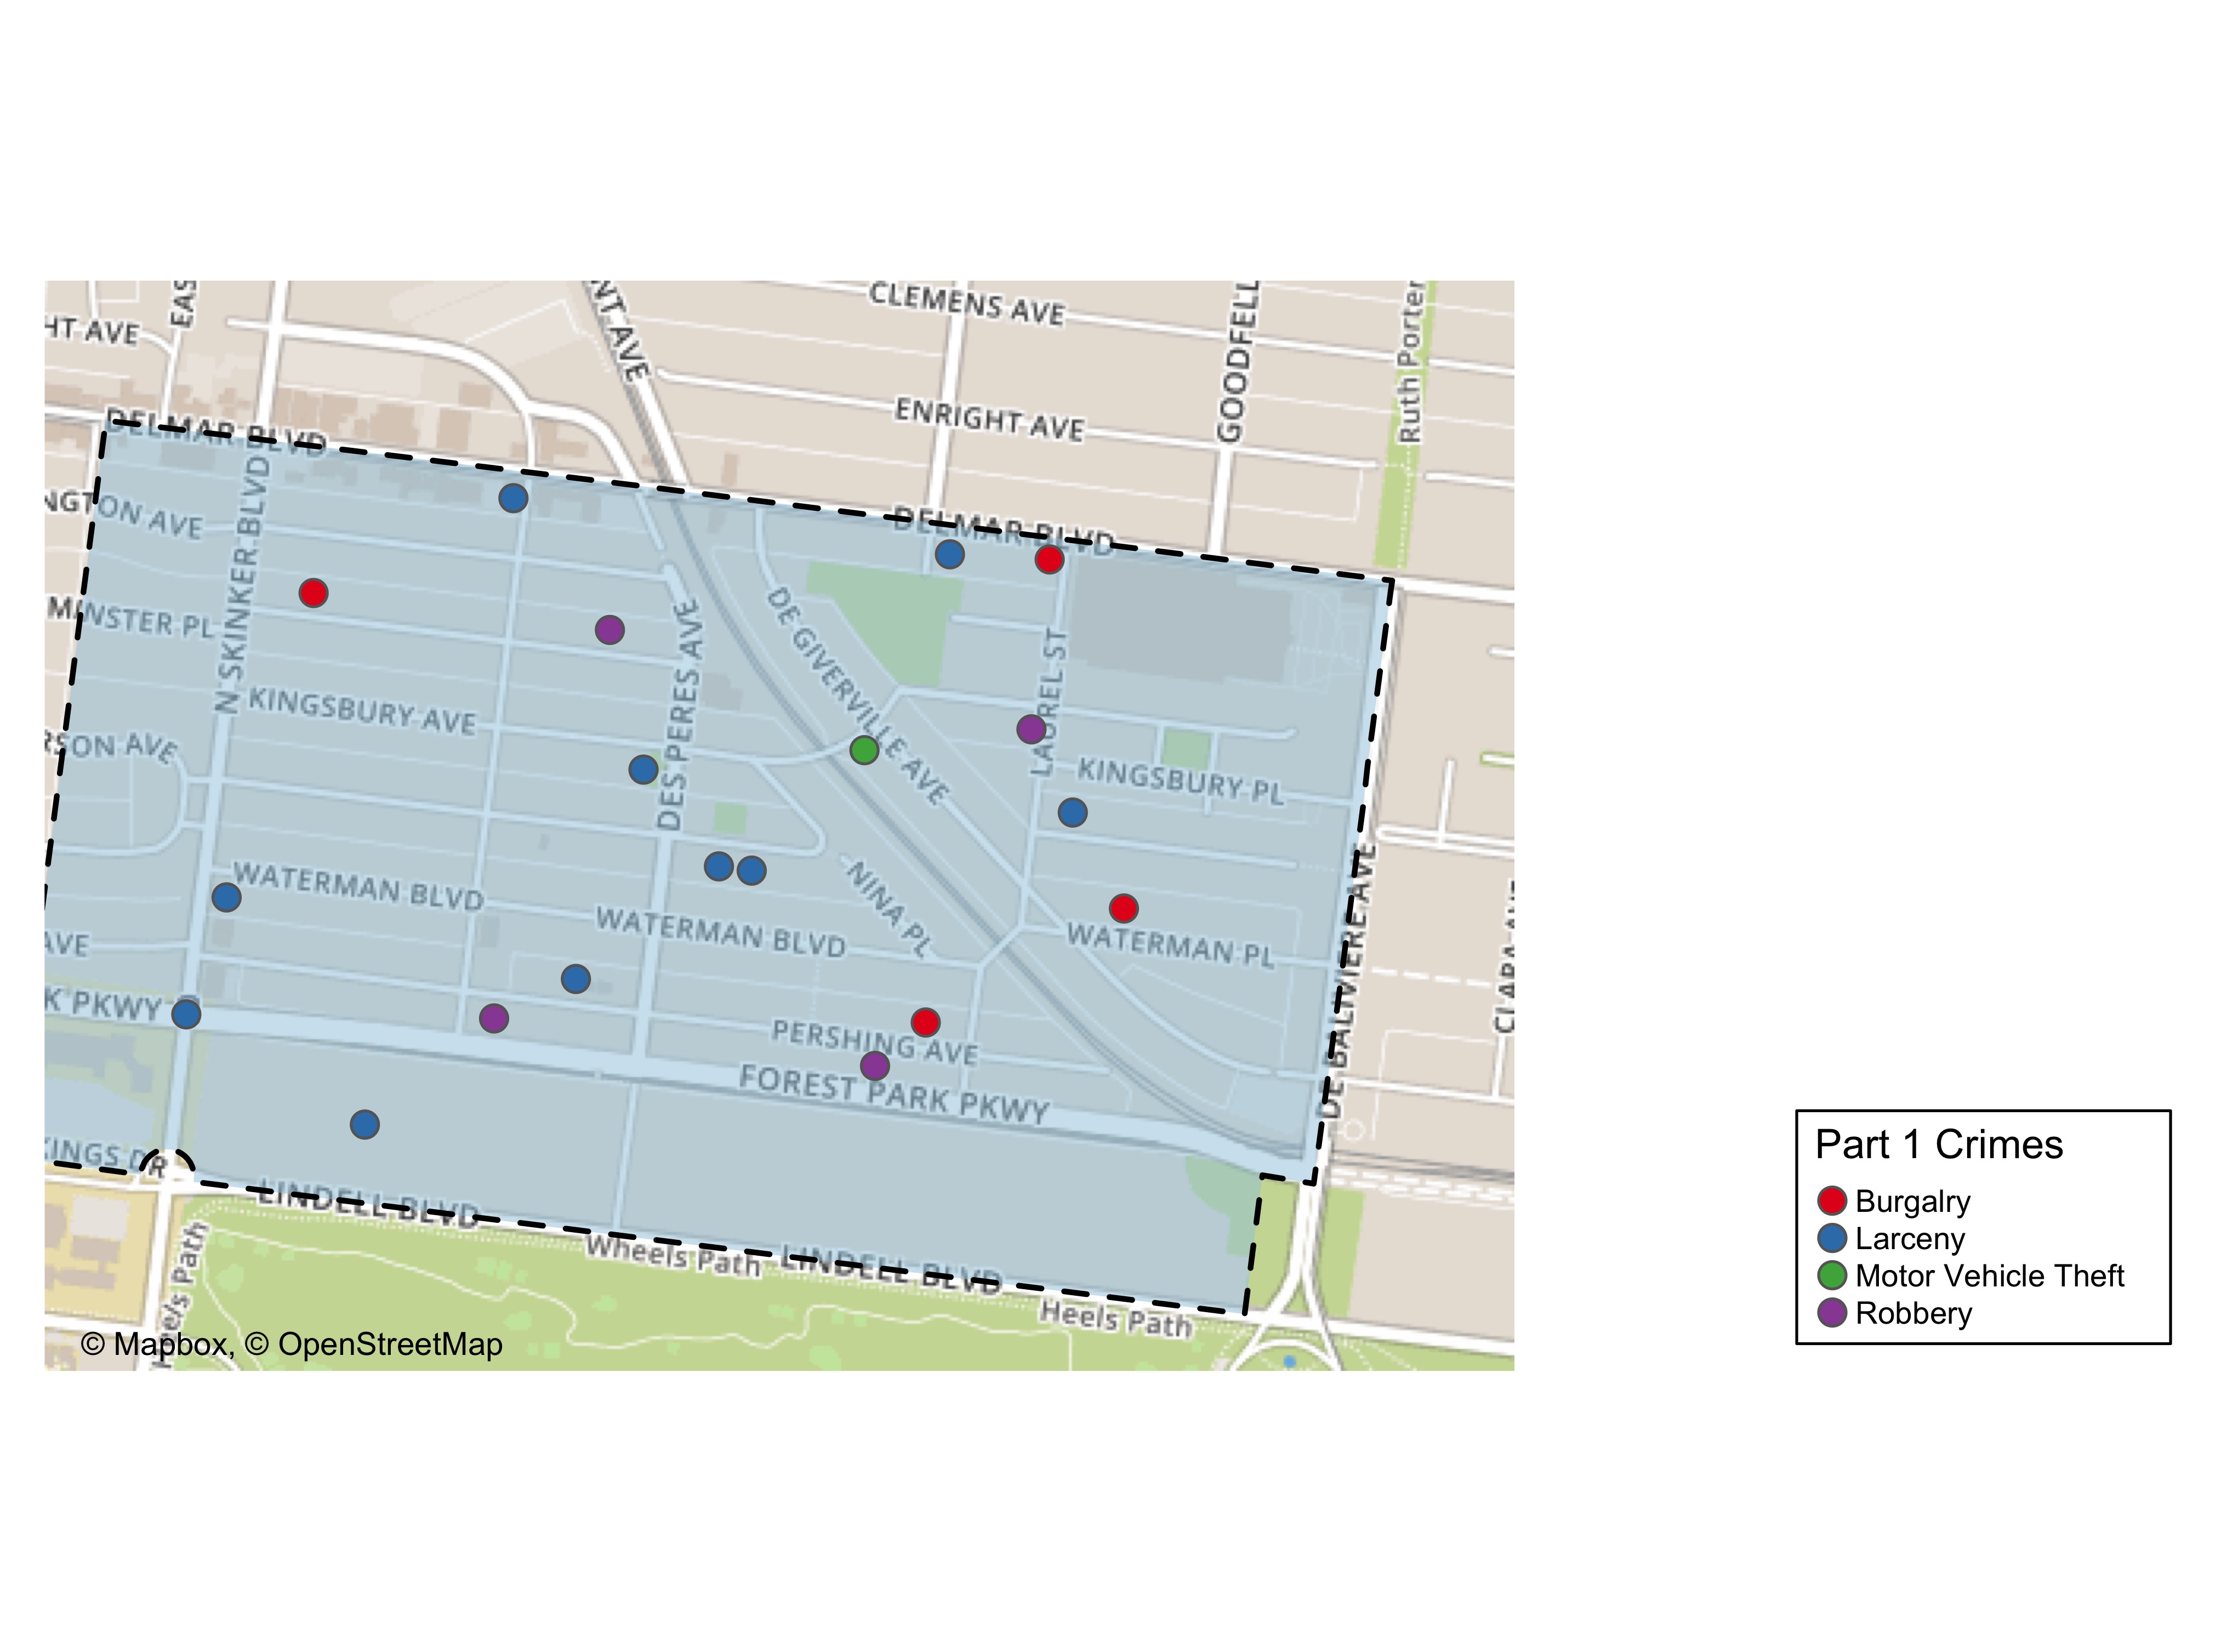 CLEMENS AVE
NT AVE
EAS
HT AVE
GOODFELL
Ruth Porter
ENRIGHT AVE
DELMAR BLVD
NGTON AVE
DELMAR BLVD
N SKINKER BLVD
MINSTER PL
DE GIVERVILLE AVE
DES PERES AVE
LAUREL ST
KINGSBURY AVE
RSON AVE
KINGSBURY PL
WATERMAN BLVD
WATERMAN BLVD
NINA PL
WATERMAN PL
AVE
DE BALIVIERE AVE
CLARA AVE
K PKWY
PERSHING AVE
FOREST PARK PKWY
KINGS DR
LINDELL BLVD
Wheels Path
LINDELL BLVD
Heels Path
Heels Path
© Mapbox, © OpenStreetMap
Part 1 Crimes
Burgalry
Larceny
Motor Vehicle Theft
Robbery